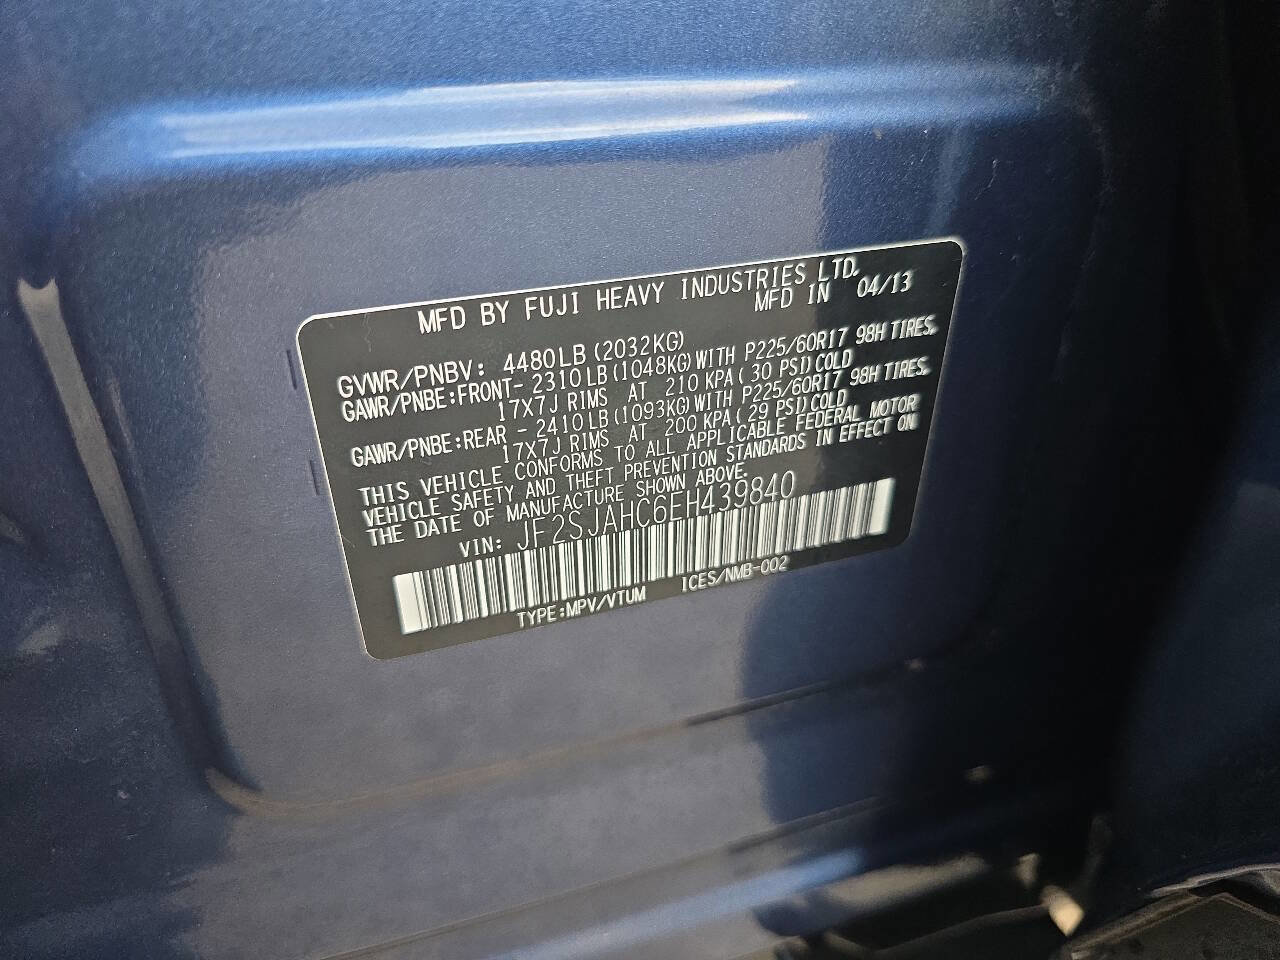 MFD BY FUJI HEAVY INDUSTRIES LTD.
MFD IN 04/13
GVWR/PNBV: 4480LB(2032KG)
GAWR/PNBE:FRONT- 2310LB(1048KG)WITH P225/60R17 98H TIRES,
17X7J RIMS AT 210 KPA(30 PSI)COLD
GAWR/PNBE:REAR - 2410LB(1093KG)WITH P225/60R17 98H TIRES,
17X7J RIMS AT 200 KPA(29 PSI)COLD
THIS VEHICLE CONFORMS TO ALL APPLICABLE FEDERAL MOTOR
VEHICLE SAFETY AND THEFT PREVENTION STANDARDS IN EFFECT ON
THE DATE OF MANUFACTURE SHOWN ABOVE.
VIN: JF2SJAHC6EH439840
TYPE:MPV/VTUM ICES/NMB-002